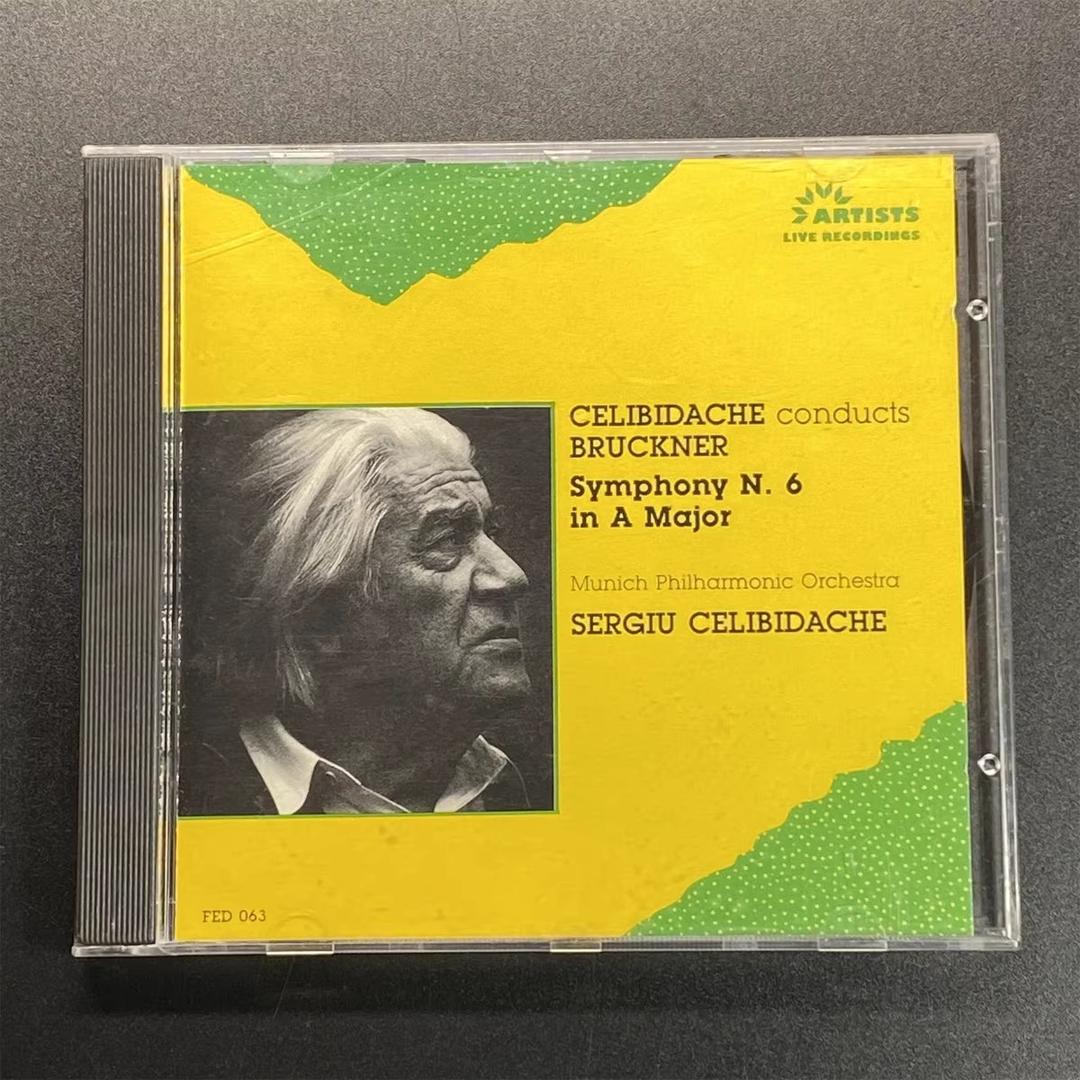 ARTISTS
LIVE RECORDINGS
CELIBIDACHE conducts
BRUCKNER
Symphony N. 6
in A Major
Munich Philharmonic Orchestra
SERGIU CELIBIDACHE
FED 063